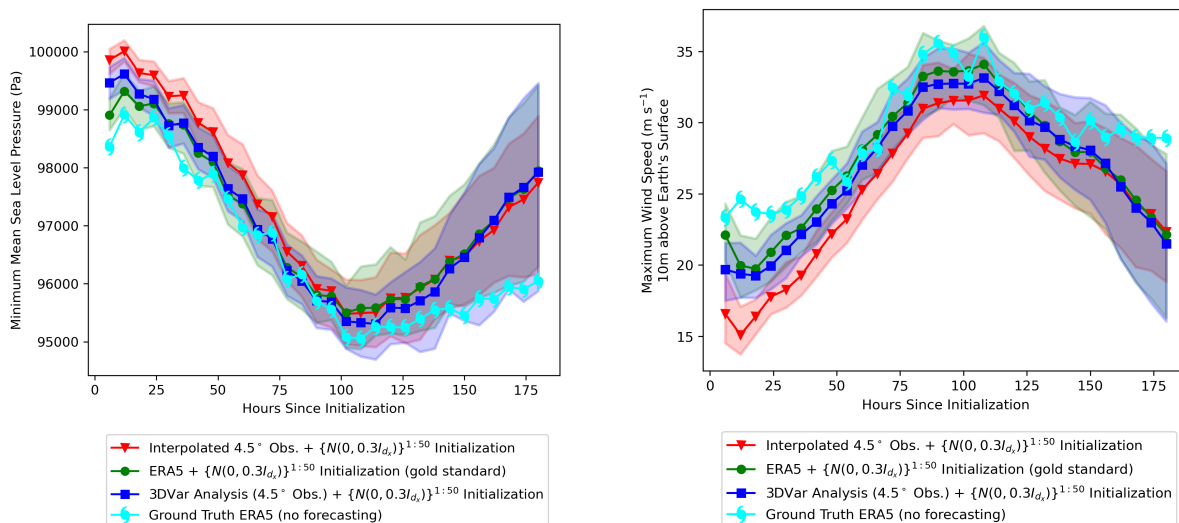 Minimum Mean Sea Level Pressure (Pa)
100000
99000
98000
97000
96000
95000
0 25 50 75 100 125 150 175
Hours Since Initialization
Interpolated 4.5° Obs. + {N(0, 0.3I_{d_x})}^{1:50} Initialization
ERA5 + {N(0, 0.3I_{d_x})}^{1:50} Initialization (gold standard)
3DVar Analysis (4.5° Obs.) + {N(0, 0.3I_{d_x})}^{1:50} Initialization
Ground Truth ERA5 (no forecasting)
Maximum Wind Speed (m s⁻¹)
10m above Earth's Surface
35
30
25
20
15
0 25 50 75 100 125 150 175
Hours Since Initialization
Interpolated 4.5° Obs. + {N(0, 0.3I_{d_x})}^{1:50} Initialization
ERA5 + {N(0, 0.3I_{d_x})}^{1:50} Initialization (gold standard)
3DVar Analysis (4.5° Obs.) + {N(0, 0.3I_{d_x})}^{1:50} Initialization
Ground Truth ERA5 (no forecasting)